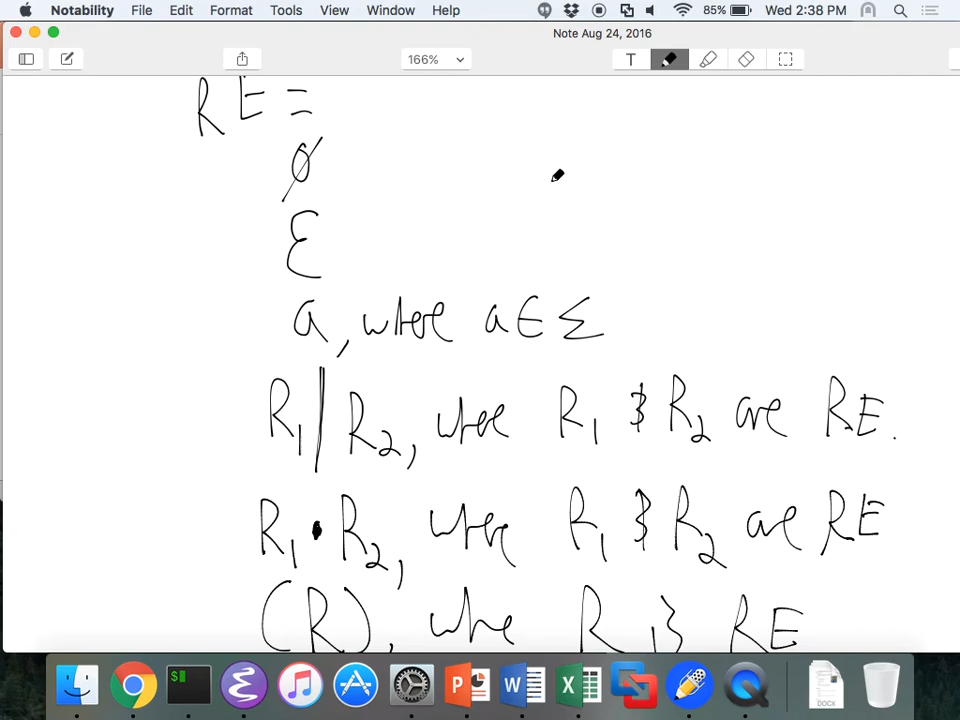 Notability File Edit Format Tools View Window Help 85% Wed 2:38 PM
Note Aug 24, 2016
166% T
RE =
∅
ε
a, where a ∈ Σ
R₁ | R₂, where R₁ & R₂ are RE.
R₁ • R₂, where R₁ & R₂ are RE
(R), where R is RE
$
P W X
DOCX